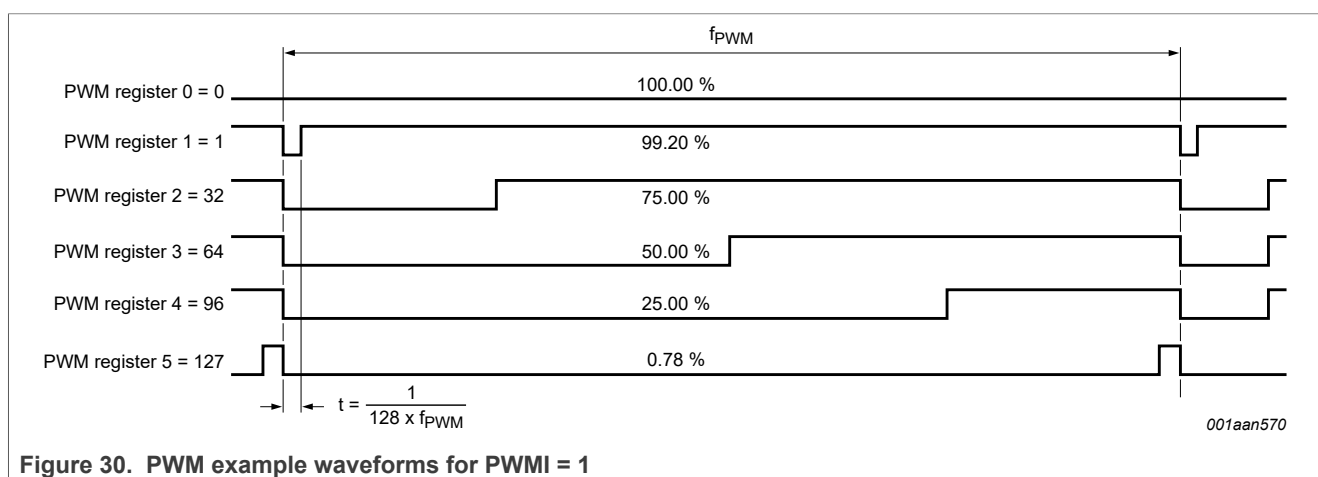 fPWM
PWM register 0 = 0
100.00 %
PWM register 1 = 1
99.20 %
PWM register 2 = 32
75.00 %
PWM register 3 = 64
50.00 %
PWM register 4 = 96
25.00 %
PWM register 5 = 127
0.78 %
t = 1
128 x fPWM
001aan570
Figure 30. PWM example waveforms for PWMI = 1